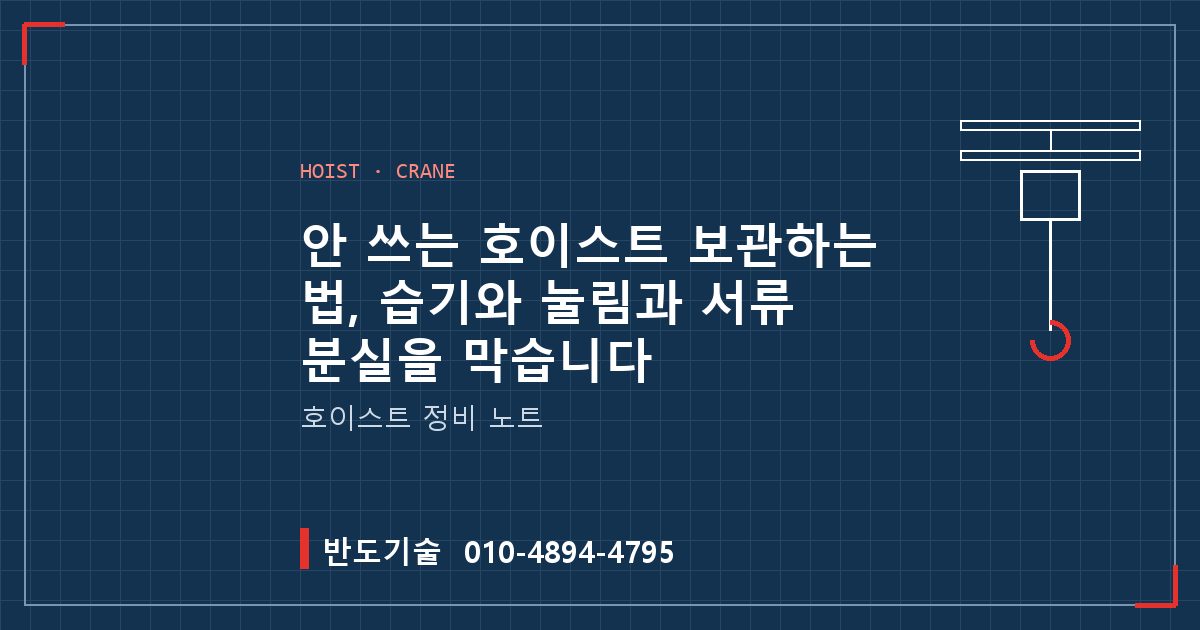 HOIST · CRANE
안 쓰는 호이스트 보관하는
법, 습기와 눌림과 서류
분실을 막습니다
호이스트 정비 노트
반도기술 010-4894-4795